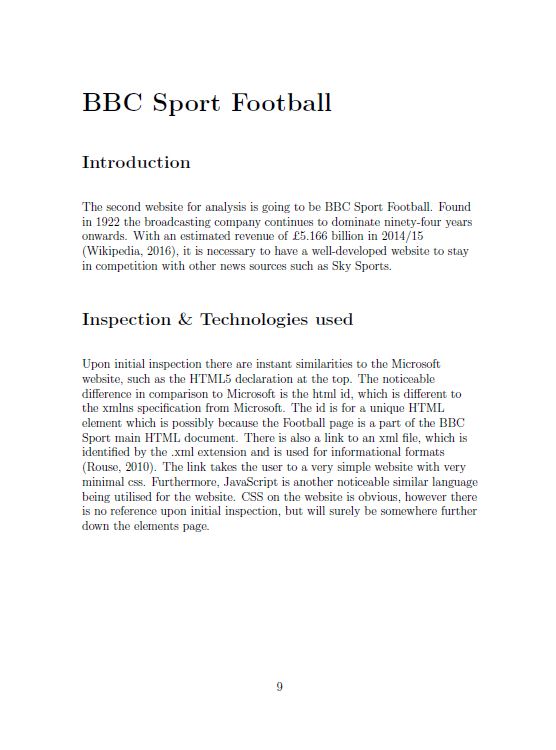 BBC Sport Football
Introduction
The second website for analysis is going to be BBC Sport Football. Found
in 1922 the broadcasting company continues to dominate ninety-four years
onwards. With an estimated revenue of £5.166 billion in 2014/15
(Wikipedia, 2016), it is necessary to have a well-developed website to stay
in competition with other news sources such as Sky Sports.
Inspection & Technologies used
Upon initial inspection there are instant similarities to the Microsoft
website, such as the HTML5 declaration at the top. The noticeable
difference in comparison to Microsoft is the html id, which is different to
the xmlns specification from Microsoft. The id is for a unique HTML
element which is possibly because the Football page is a part of the BBC
Sport main HTML document. There is also a link to an xml file, which is
identified by the .xml extension and is used for informational formats
(Rouse, 2010). The link takes the user to a very simple website with very
minimal css. Furthermore, JavaScript is another noticeable similar language
being utilised for the website. CSS on the website is obvious, however there
is no reference upon initial inspection, but will surely be somewhere further
down the elements page.
9